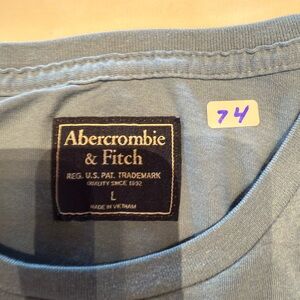 74
Abercrombie
& Fitch
REG. U.S. PAT. TRADEMARK
QUALITY SINCE 1892
L
MADE IN VIETNAM